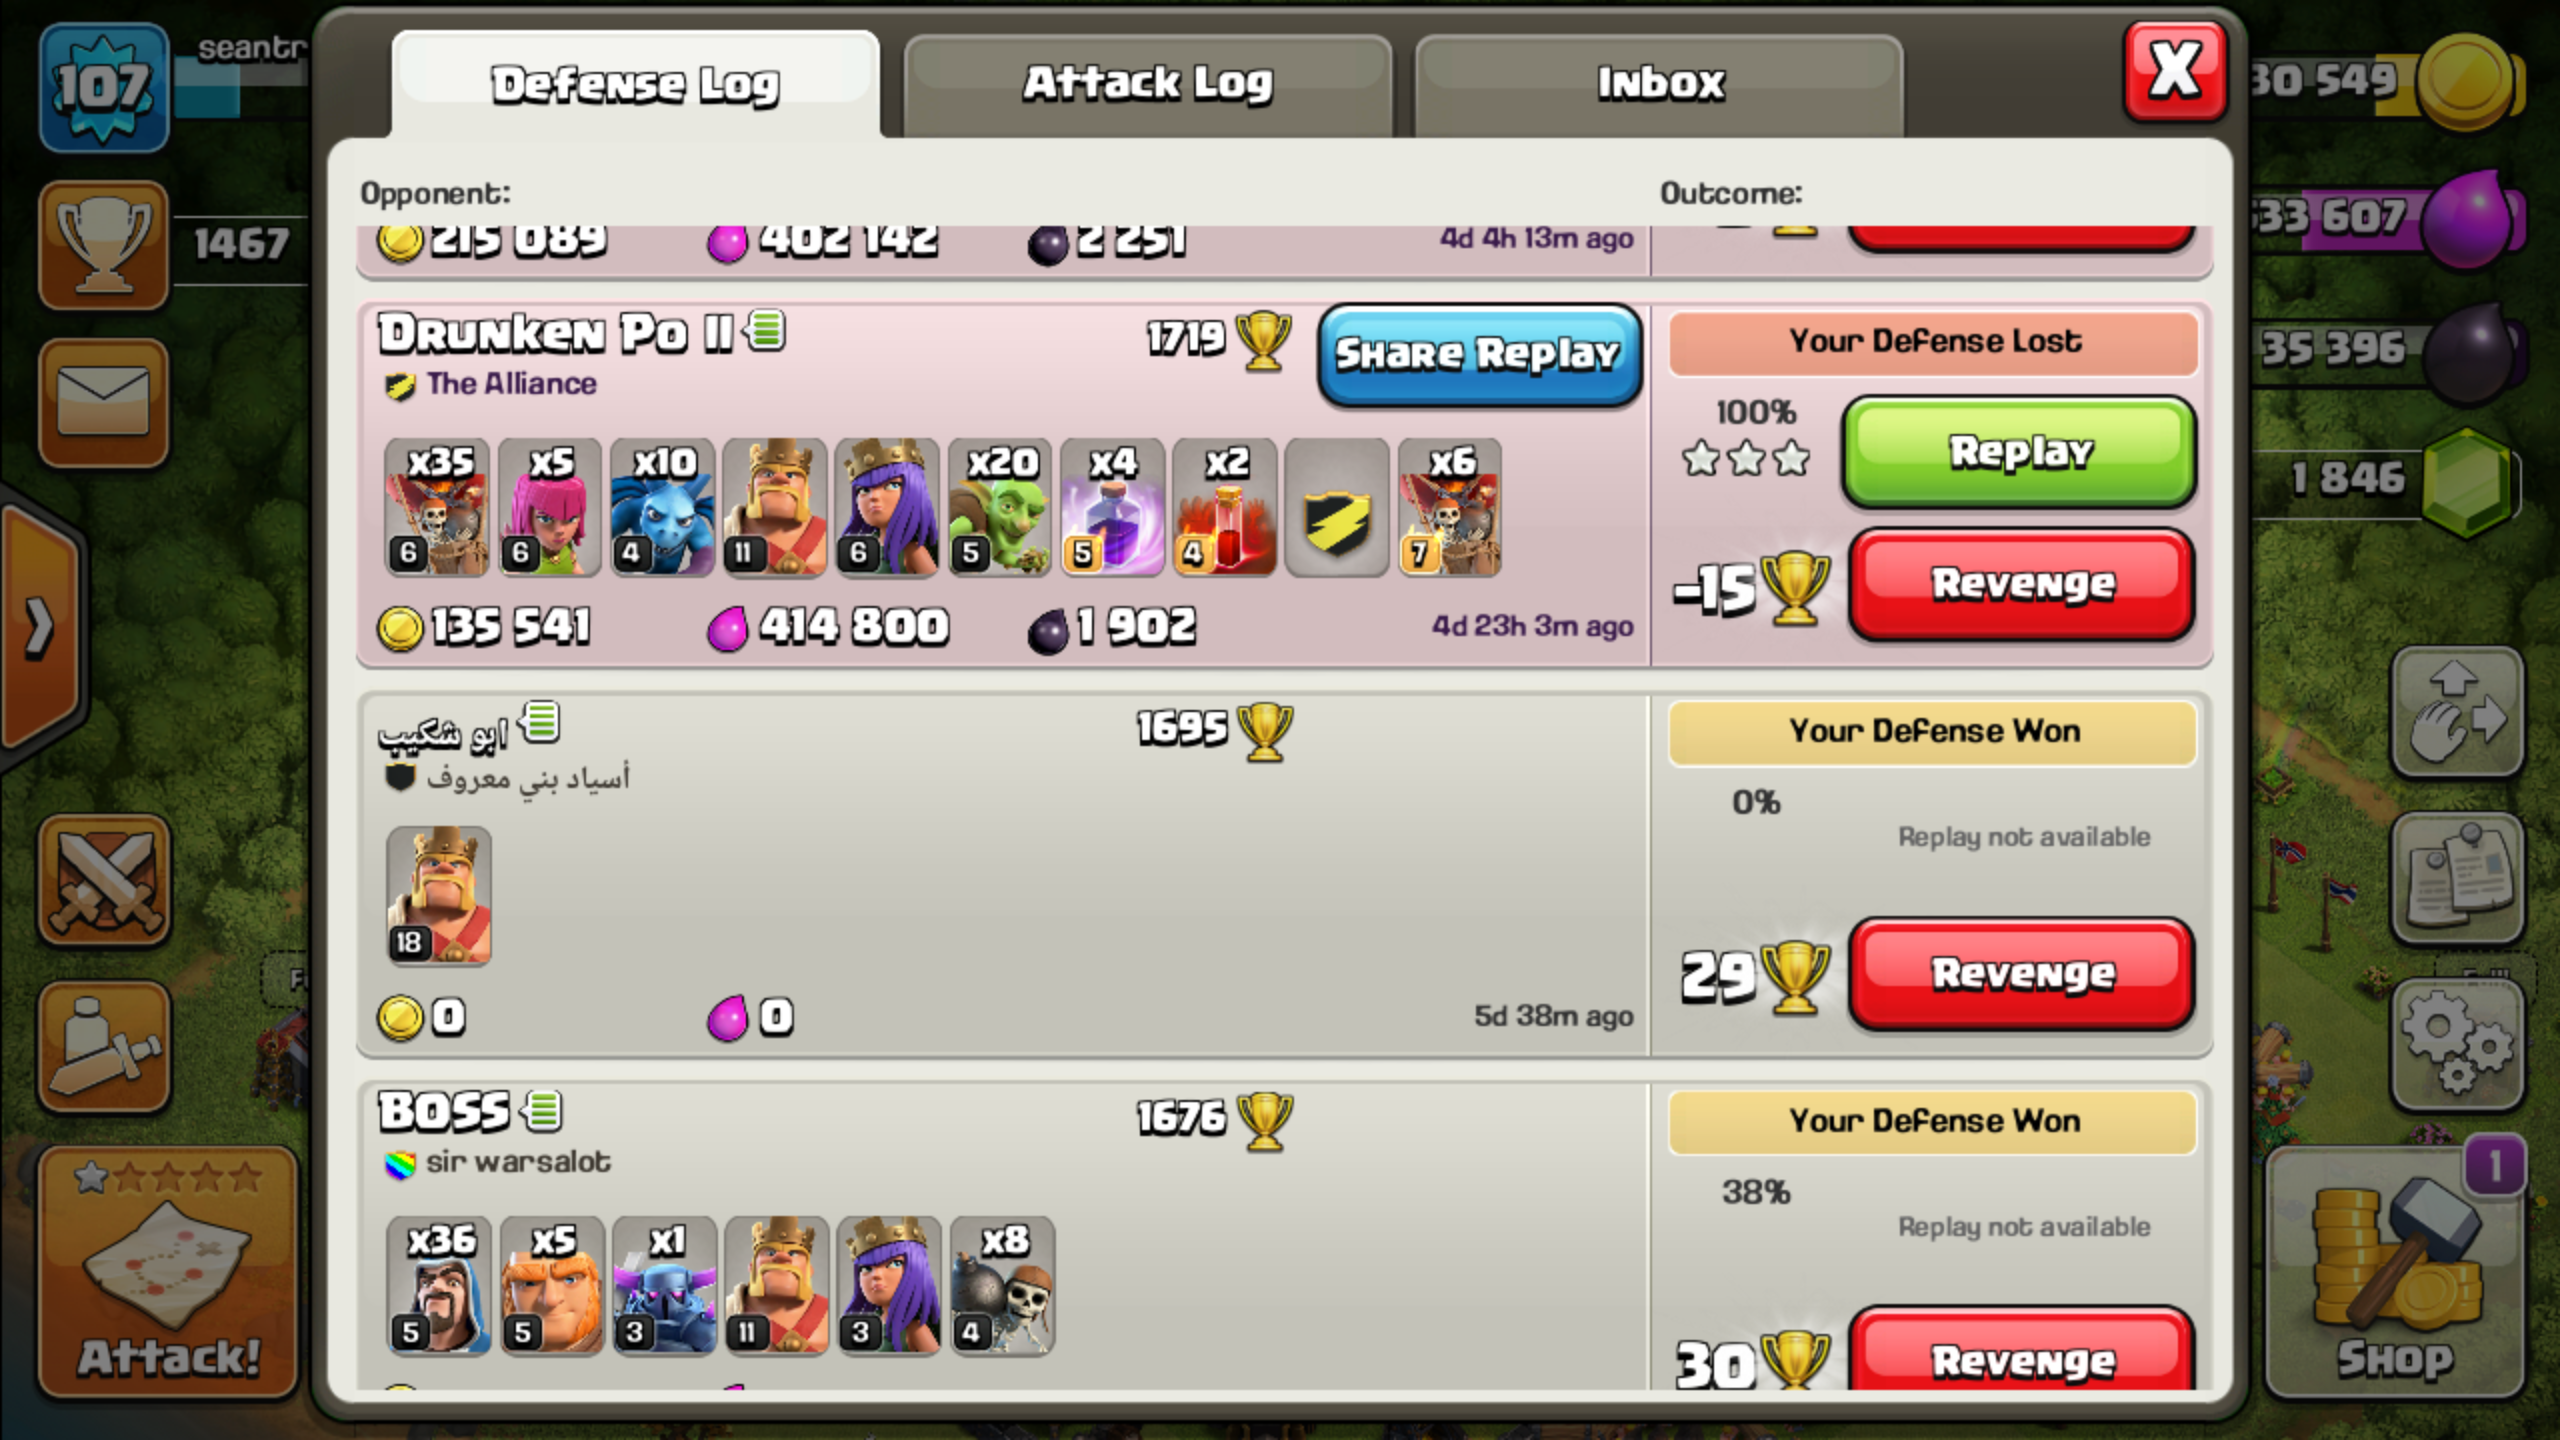 107
seantr
1467
Attack!
Defense Log
Attack Log
Inbox
X
30 549
33 607
35 396
1 846
1
Shop
Opponent:
Outcome:
215 089
402 142
2 251
4d 4h 13m ago
Drunken Po II
The Alliance
1719
Share Replay
Your Defense Lost
100%
Replay
-15
Revenge
x35
x5
x10
x20
x4
x2
x6
6
6
4
11
6
5
5
4
7
135 541
414 800
1 902
4d 23h 3m ago
ابو شكيب
أسياد بني معروف
1695
Your Defense Won
0%
Replay not available
18
29
Revenge
0
0
5d 38m ago
BOSS
sir warsalot
1676
Your Defense Won
38%
Replay not available
x36
x5
x1
x8
5
5
3
11
3
4
30
Revenge